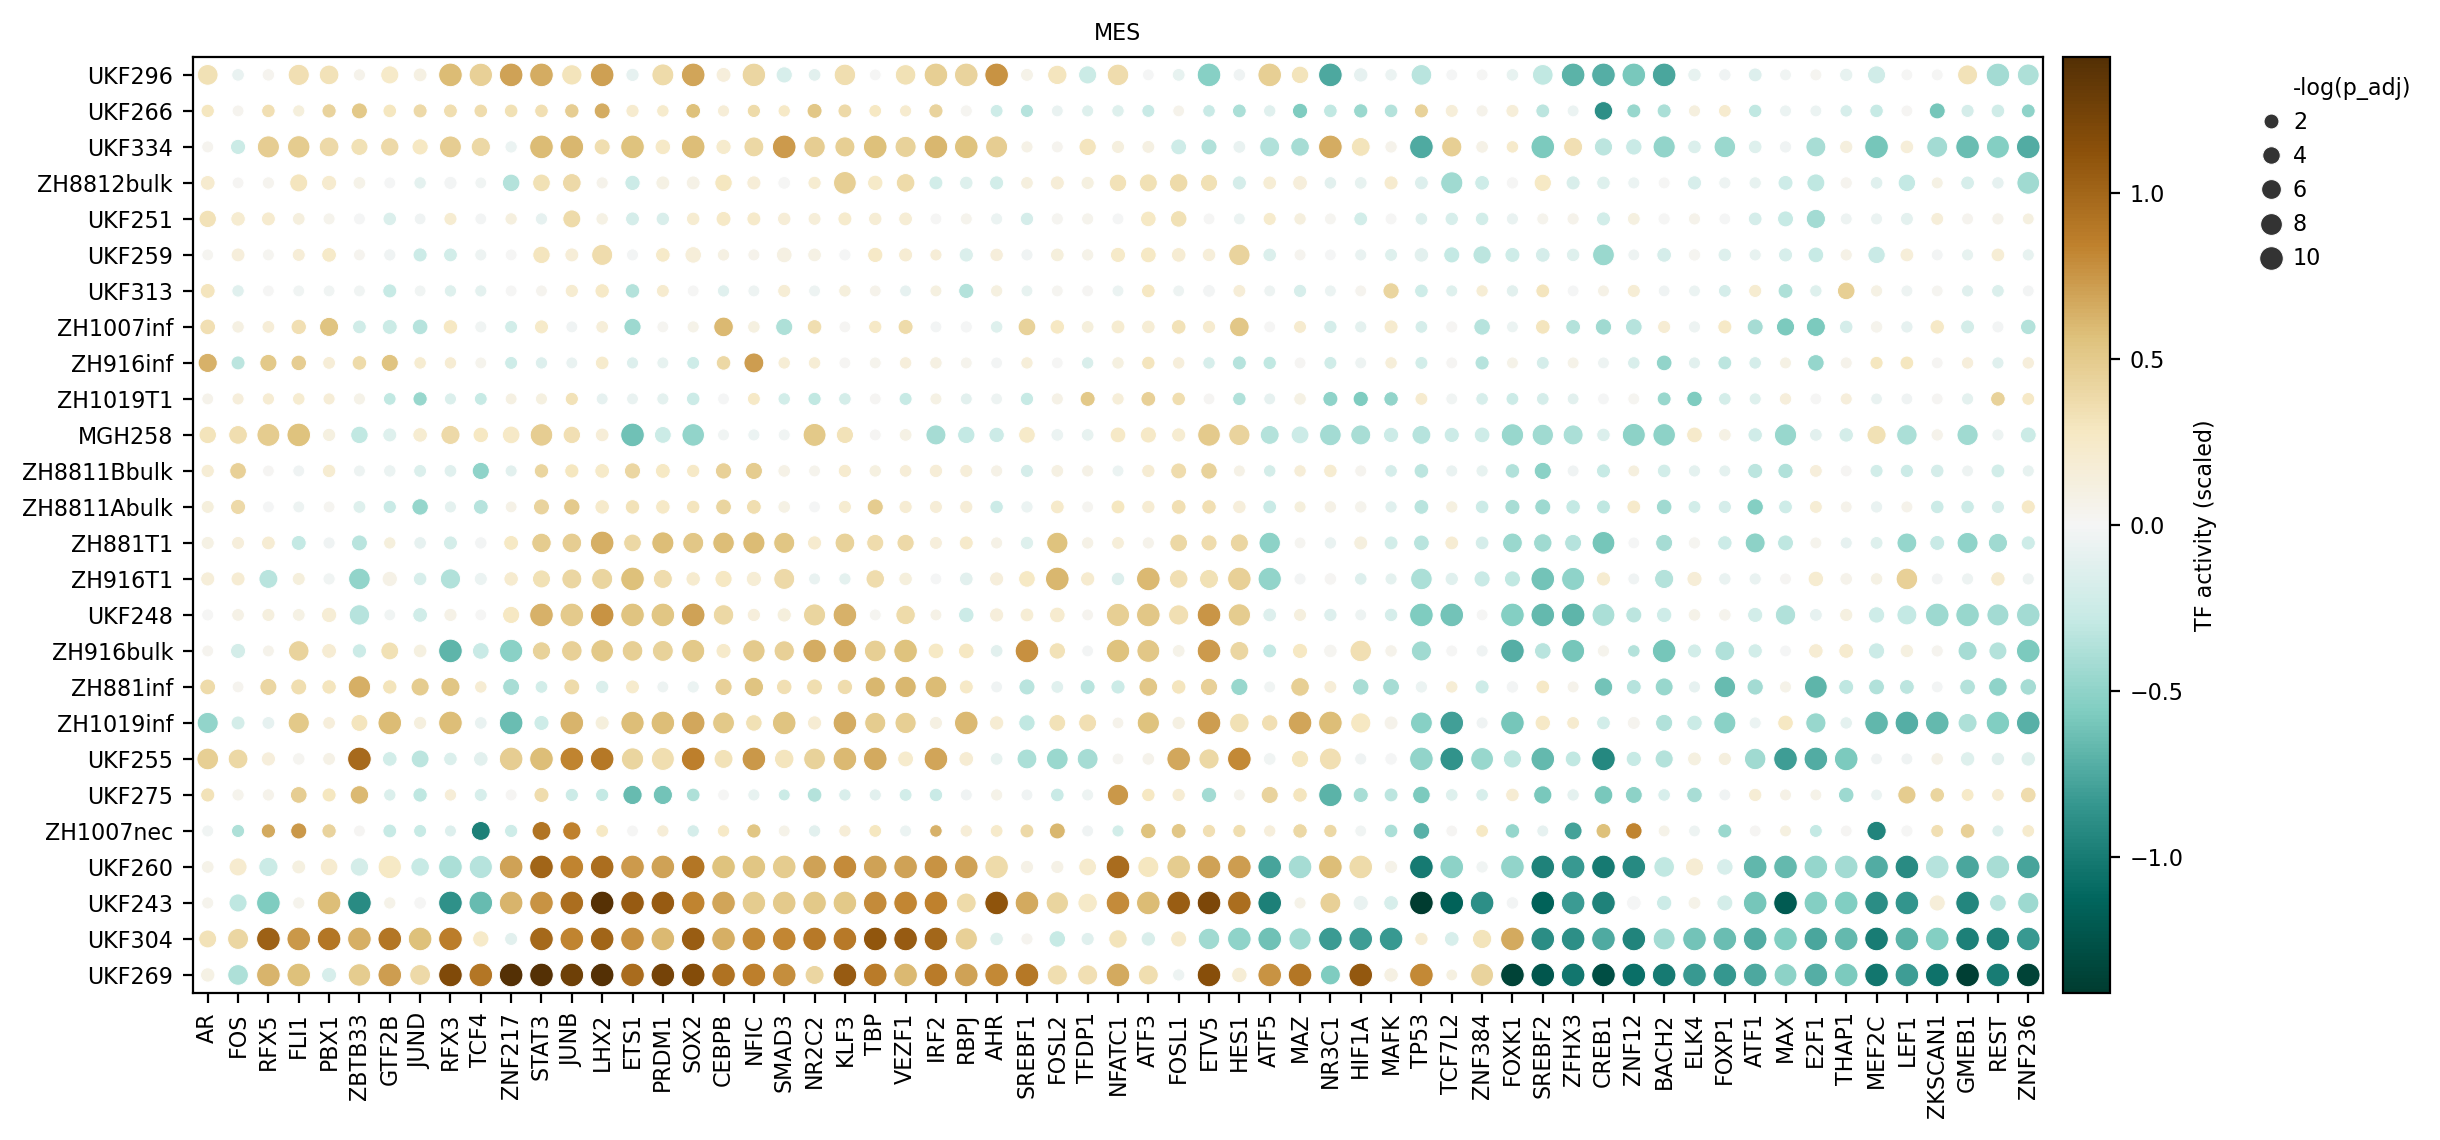 MES
UKF296
UKF266
UKF334
ZH8812bulk
UKF251
UKF259
UKF313
ZH1007inf
ZH916inf
ZH1019T1
MGH258
ZH8811Bbulk
ZH8811Abulk
ZH881T1
ZH916T1
UKF248
ZH916bulk
ZH881inf
ZH1019inf
UKF255
UKF275
ZH1007nec
UKF260
UKF243
UKF304
UKF269
AR
FOS
RFX5
FLI1
PBX1
ZBTB33
GTF2B
JUND
RFX3
TCF4
ZNF217
STAT3
JUNB
LHX2
ETS1
PRDM1
SOX2
CEBPB
NFIC
SMAD3
NR2C2
KLF3
TBP
VEZF1
IRF2
RBPJ
AHR
SREBF1
FOSL2
TFDP1
NFATC1
ATF3
FOSL1
ETV5
HES1
ATF5
MAZ
NR3C1
HIF1A
MAFK
TP53
TCF7L2
ZNF384
FOXK1
SREBF2
ZFHX3
CREB1
ZNF12
BACH2
ELK4
FOXP1
ATF1
MAX
E2F1
THAP1
MEF2C
LEF1
ZKSCAN1
GMEB1
REST
ZNF236
1.0
0.5
0.0
−0.5
−1.0
TF activity (scaled)
-log(p_adj)
2
4
6
8
10